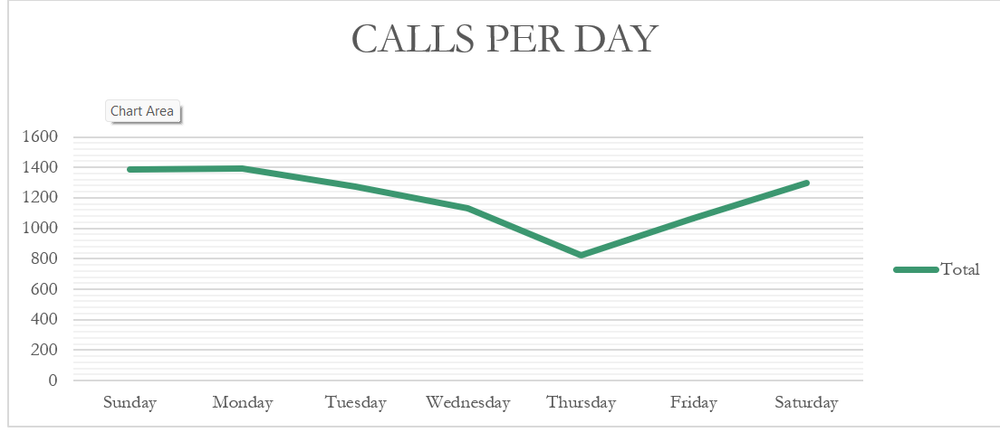 CALLS PER DAY
Chart Area
1600
1400
1200
1000
800
600
400
200
0
Sunday Monday Tuesday Wednesday Thursday Friday Saturday
Total